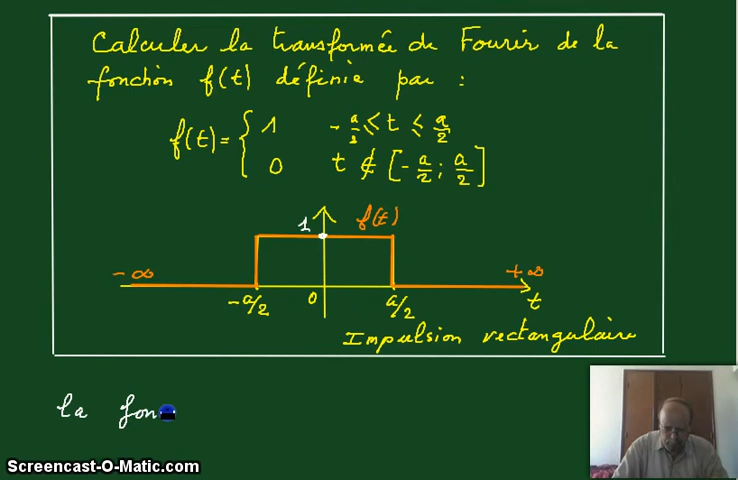 Calculer la transformée de Fourir de la
fonction f(t) définie par :
f(t) = { 1 -a/2 ≤ t ≤ a/2
0 t ∉ [-a/2 ; a/2]
1 f(t)
-∞ +∞
-a/2 0 a/2 t
Impulsion rectangulaire
la fon
Screencast-O-Matic.com